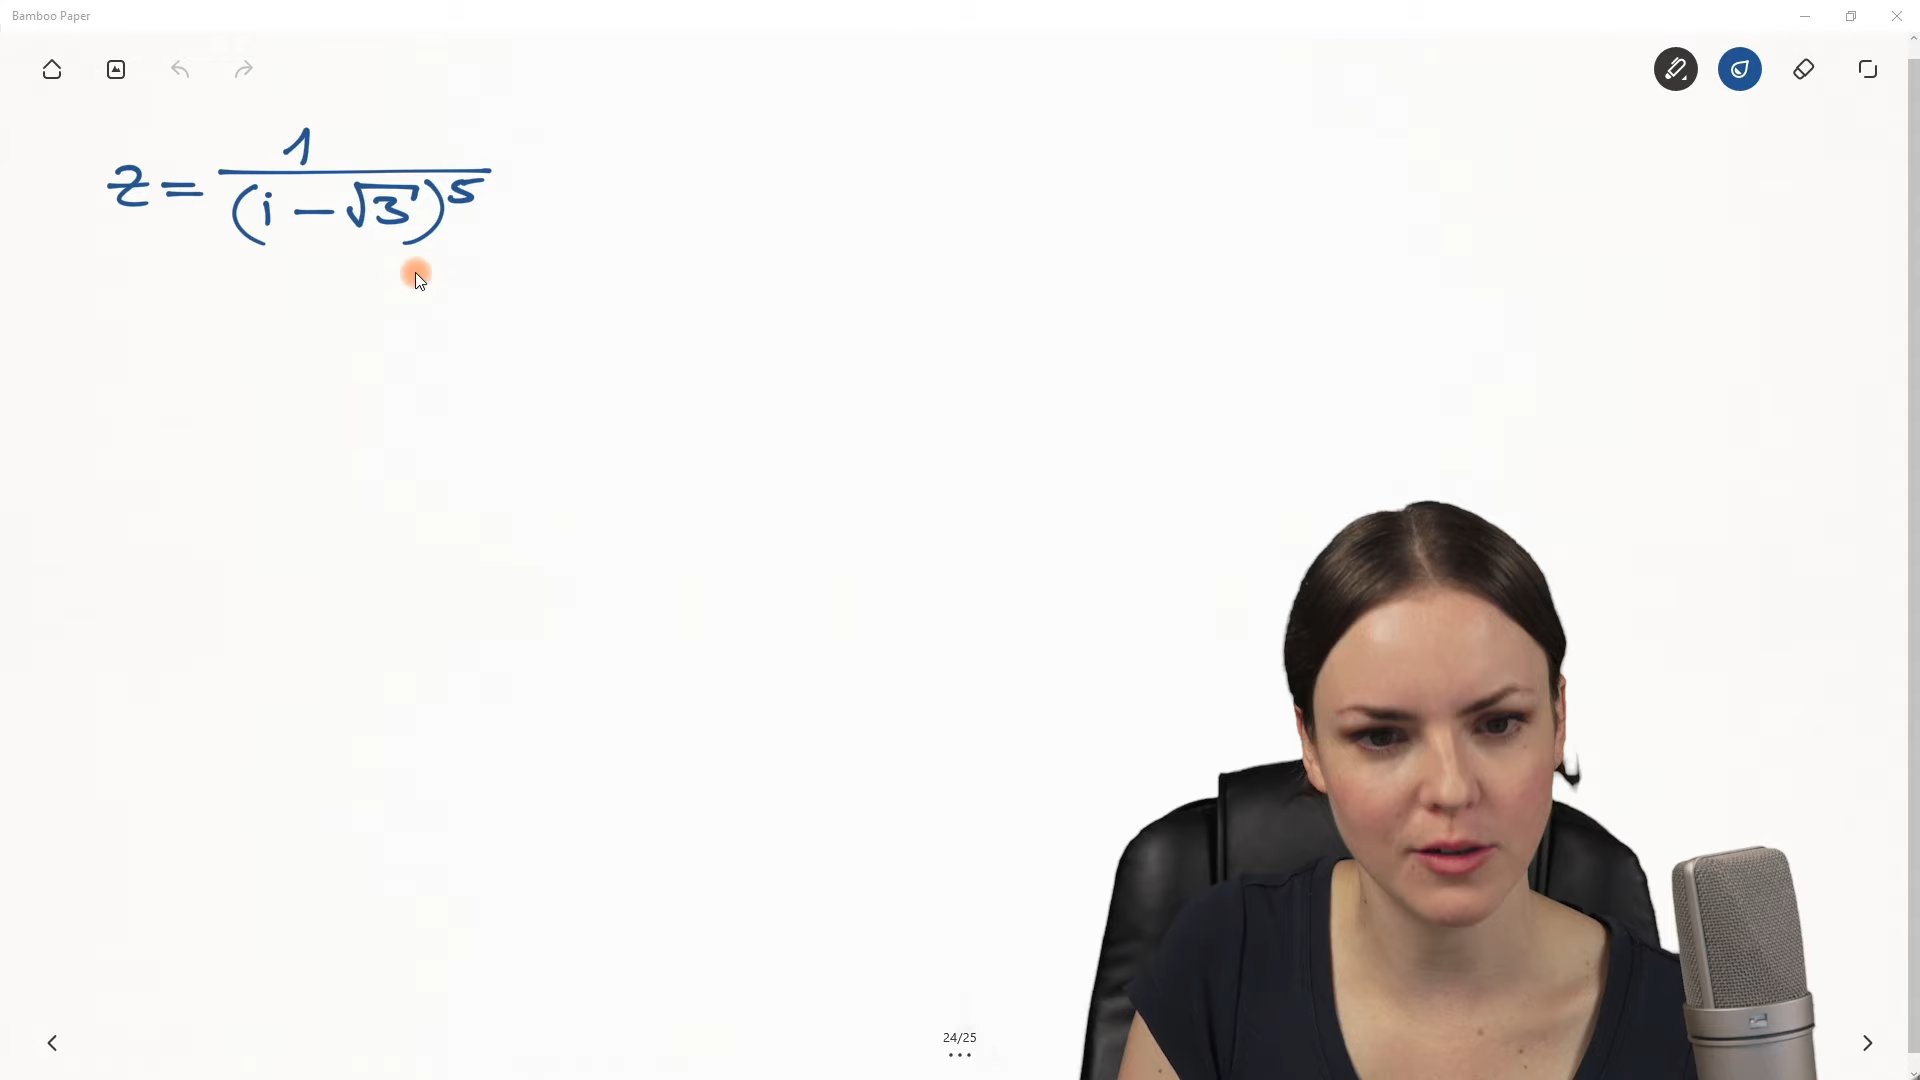 Bamboo Paper
z = 1/(i − √3)^5
24/25